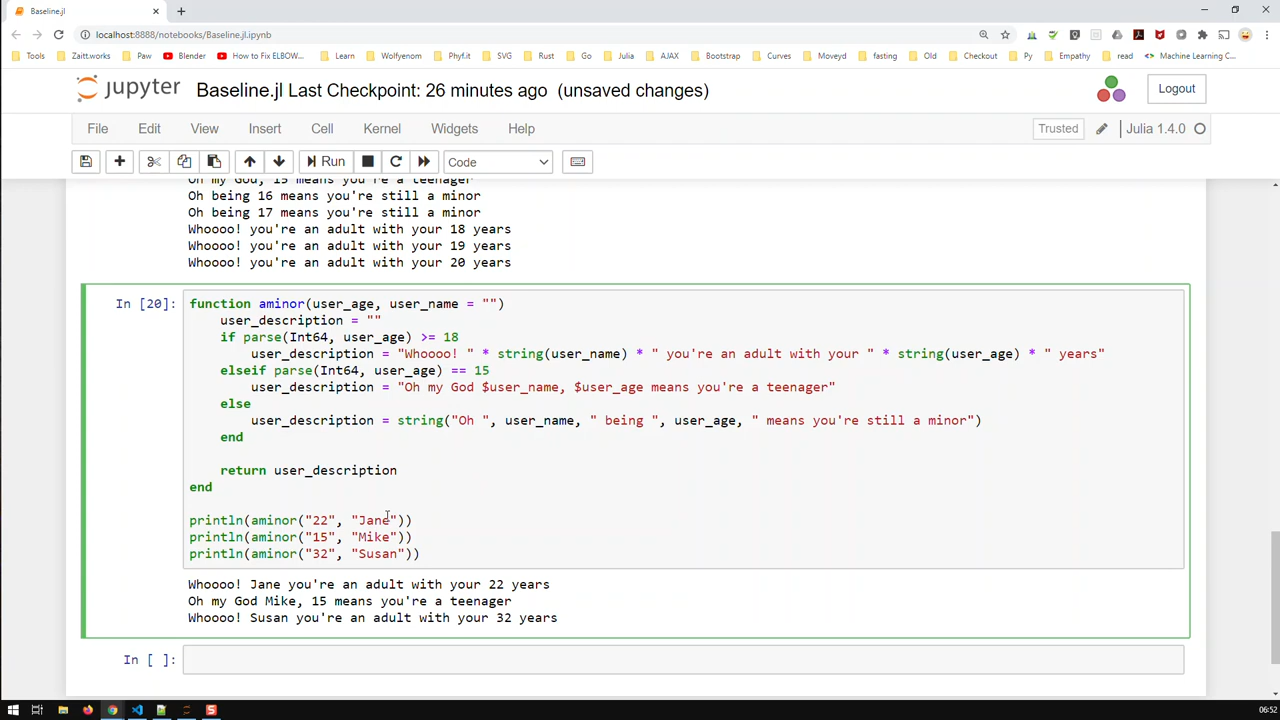 Baseline.jl
localhost:8888/notebooks/Baseline.jl.ipynb
Tools Zaitt.works Paw Blender How to Fix ELBOW... Learn Wolfyenom Phyf.it SVG Rust Go Julia AJAX Bootstrap Curves Moveyd fasting Old Checkout Py Empathy read Machine Learning C...
jupyter Baseline.jl Last Checkpoint: 26 minutes ago (unsaved changes) Logout
File Edit View Insert Cell Kernel Widgets Help Trusted Julia 1.4.0
Run Code
Oh my God, 15 means you're a teenager
Oh being 16 means you're still a minor
Oh being 17 means you're still a minor
Whoooo! you're an adult with your 18 years
Whoooo! you're an adult with your 19 years
Whoooo! you're an adult with your 20 years
In [20]: function aminor(user_age, user_name = "")
user_description = ""
if parse(Int64, user_age) >= 18
user_description = "Whoooo! " * string(user_name) * " you're an adult with your " * string(user_age) * " years"
elseif parse(Int64, user_age) == 15
user_description = "Oh my God $user_name, $user_age means you're a teenager"
else
user_description = string("Oh ", user_name, " being ", user_age, " means you're still a minor")
end
return user_description
end
println(aminor("22", "Jane"))
println(aminor("15", "Mike"))
println(aminor("32", "Susan"))
Whoooo! Jane you're an adult with your 22 years
Oh my God Mike, 15 means you're a teenager
Whoooo! Susan you're an adult with your 32 years
In [ ]:
06:52